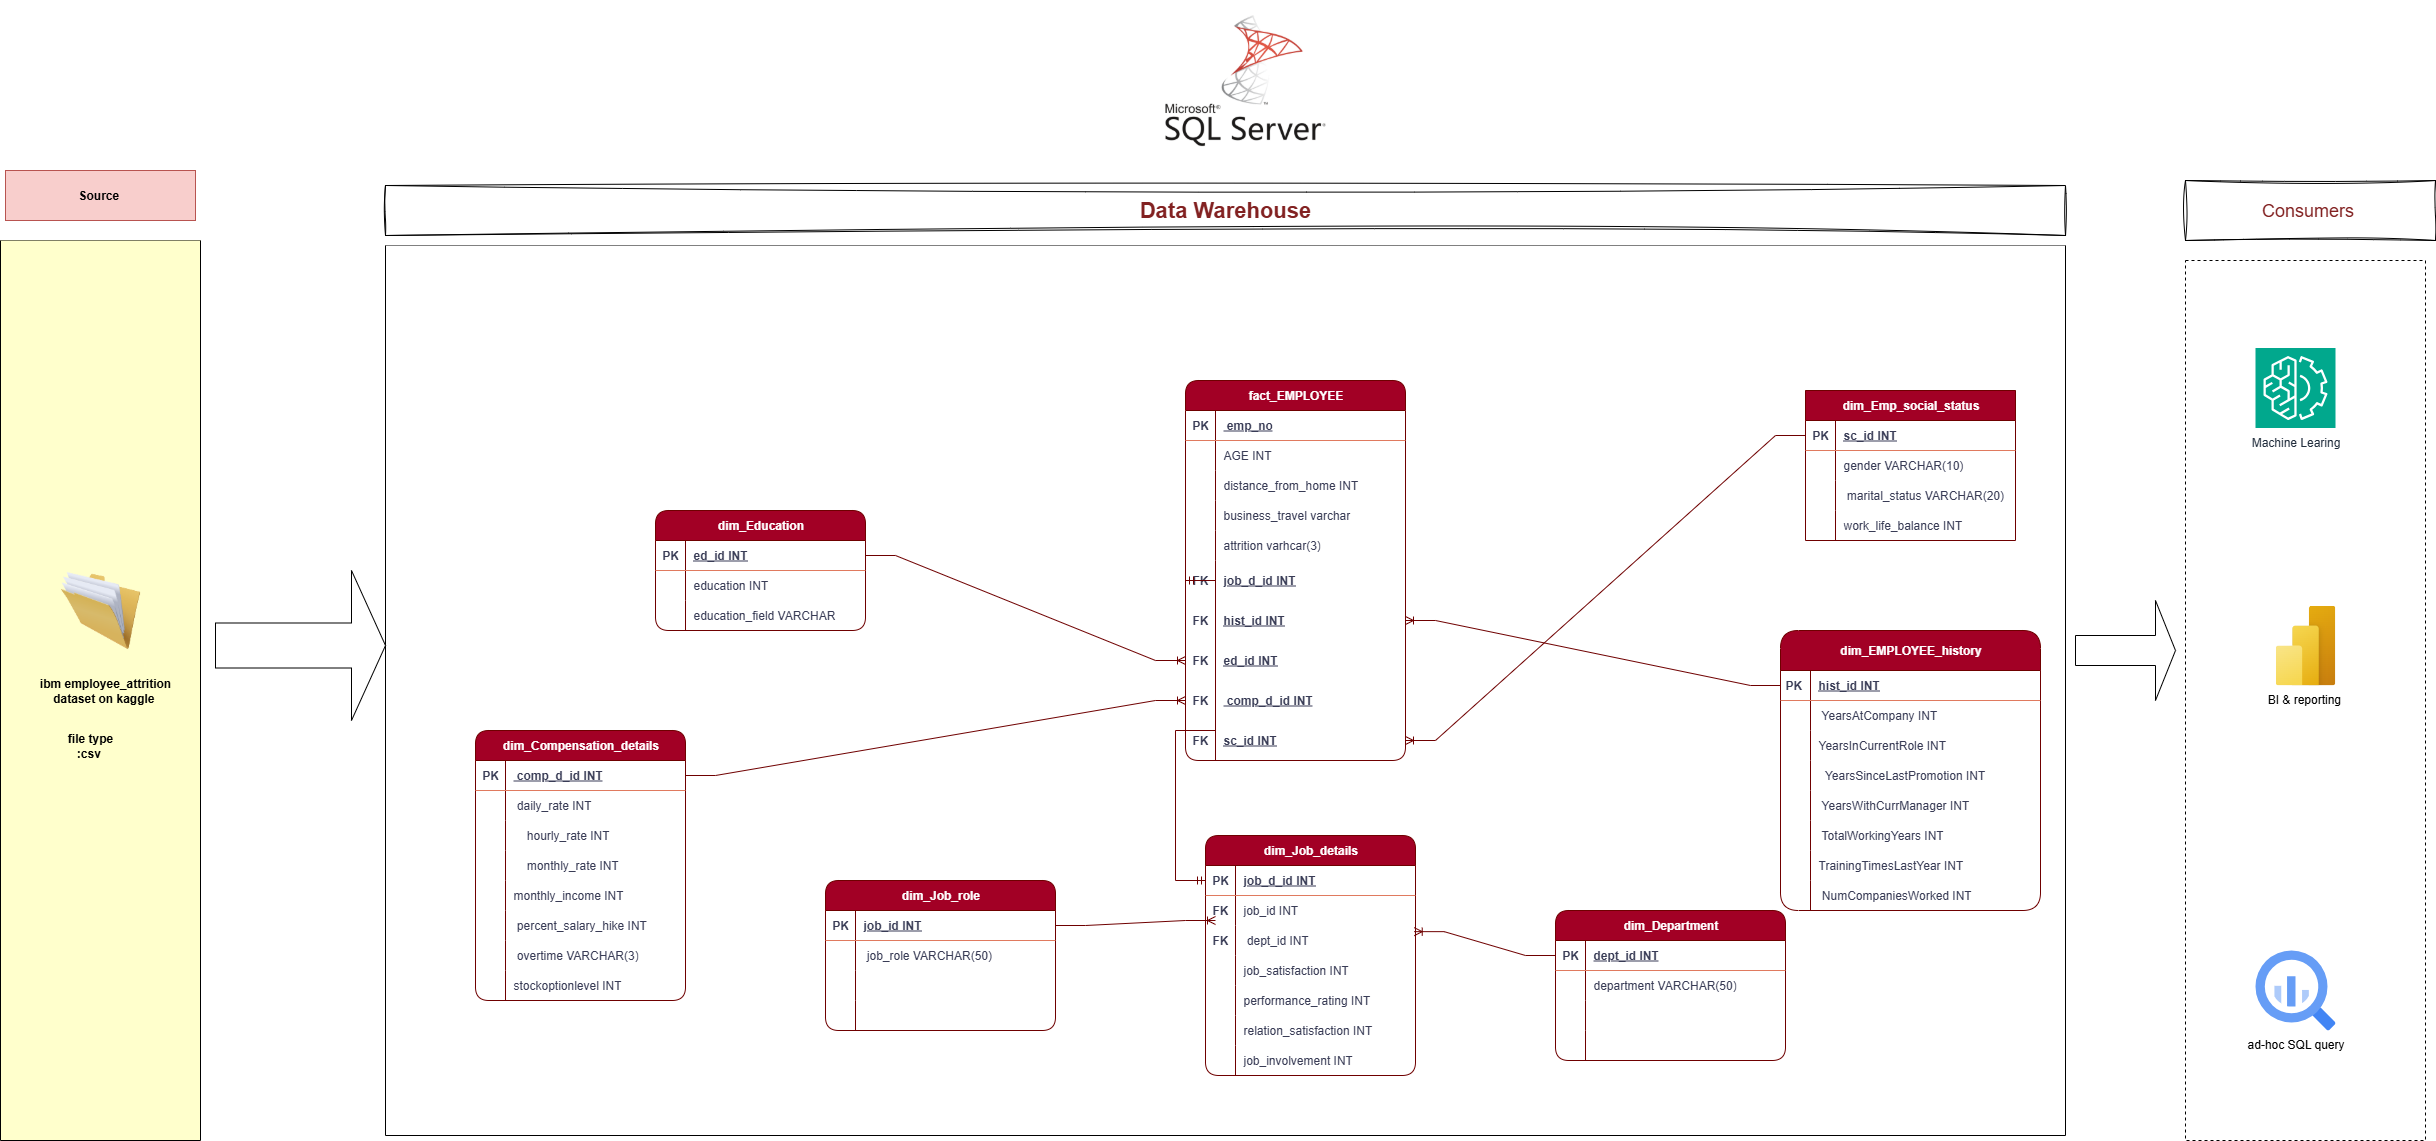 Microsoft®
SQL Server
Source
Data Warehouse
Consumers
ibm employee_attrition
dataset on kaggle
file type
:csv
dim_Education
PK ed_id INT
education INT
education_field VARCHAR
dim_Compensation_details
PK comp_d_id INT
daily_rate INT
hourly_rate INT
monthly_rate INT
monthly_income INT
percent_salary_hike INT
overtime VARCHAR(3)
stockoptionlevel INT
fact_EMPLOYEE
PK emp_no
AGE INT
distance_from_home INT
business_travel varchar
attrition varhcar(3)
FK job_d_id INT
FK hist_id INT
FK ed_id INT
FK comp_d_id INT
FK sc_id INT
dim_Job_role
PK job_id INT
job_role VARCHAR(50)
dim_Job_details
PK job_d_id INT
FK job_id INT
FK dept_id INT
job_satisfaction INT
performance_rating INT
relation_satisfaction INT
job_involvement INT
dim_Department
PK dept_id INT
department VARCHAR(50)
dim_Emp_social_status
PK sc_id INT
gender VARCHAR(10)
marital_status VARCHAR(20)
work_life_balance INT
dim_EMPLOYEE_history
PK hist_id INT
YearsAtCompany INT
YearsInCurrentRole INT
YearsSinceLastPromotion INT
YearsWithCurrManager INT
TotalWorkingYears INT
TrainingTimesLastYear INT
NumCompaniesWorked INT
Machine Learing
BI & reporting
ad-hoc SQL query